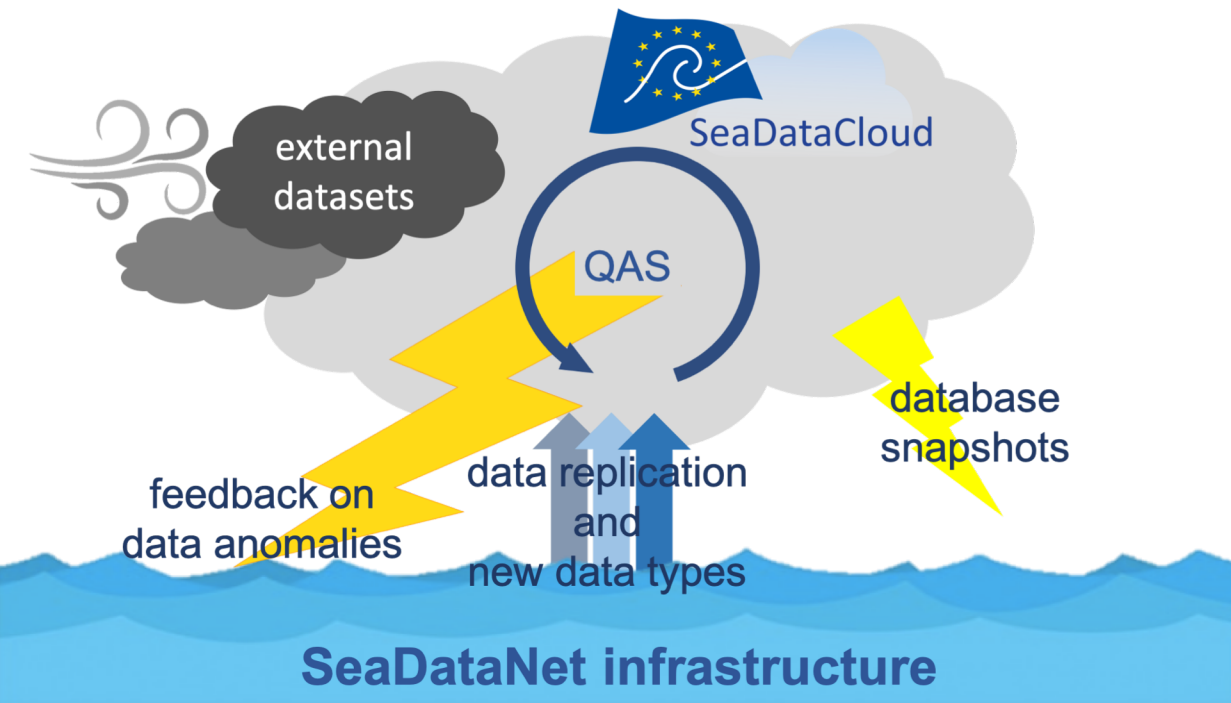 SeaDataCloud
external
datasets
QAS
database
snapshots
feedback on
data anomalies
data replication
and
new data types
SeaDataNet infrastructure